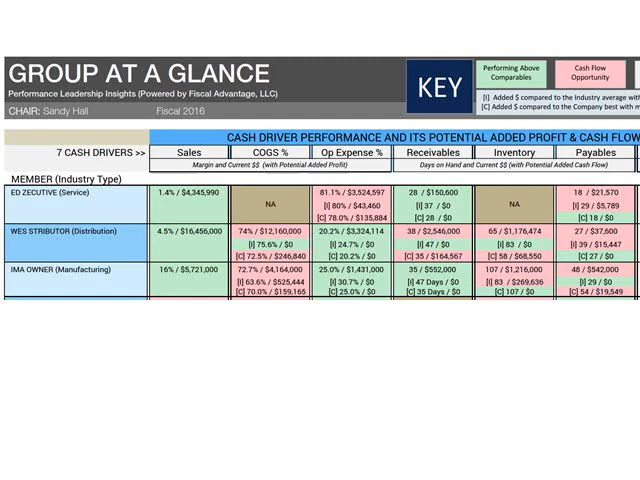 GROUP AT A GLANCE
Performance Leadership Insights (Powered by Fiscal Advantage, LLC)
CHAIR: Sandy Hall Fiscal 2016
KEY
Performing Above Comparables
Cash Flow Opportunity
[I] Added $ compared to the Industry average with
[C] Added $ compared to the Company best with m
CASH DRIVER PERFORMANCE AND ITS POTENTIAL ADDED PROFIT & CASH FLOW
7 CASH DRIVERS >> Sales COGS % Op Expense % Receivables Inventory Payables
Margin and Current $$ (with Potential Added Profit) Days on Hand and Current $$ (with Potential Added Cash Flow)
MEMBER (Industry Type)
ED ZECUTIVE (Service) 1.4% / $4,345,990 NA 81.1% / $3,524,597 28 / $150,600 NA 18 / $21,570
[I] 80% / $43,460 [I] 37 / $0 [I] 29 / $5,789
[C] 78.0% / $135,884 [C] 28 / $0 [C] 18 / $0
WES STRIBUTOR (Distribution) 4.5% / $16,456,000 74% / $12,160,000 20.2% / $3,324,114 38 / $2,546,000 65 / $1,176,474 27 / $37,600
[I] 75.6% / $0 [I] 24.7% / $0 [I] 47 / $0 [I] 83 / $0 [I] 39 / $15,447
[C] 72.5% / $246,840 [C] 20.2% / $0 [C] 35 / $164,567 [C] 58 / $68,550 [C] 27 / $0
IMA OWNER (Manufacturing) 16% / $5,721,000 72.7% / $4,164,000 25.0% / $1,431,000 35 / $552,000 107 / $1,216,000 48 / $542,000
[I] 63.6% / $525,444 [I] 30.7% / $0 [I] 47 Days / $0 [I] 83 / $269,636 [I] 29 / $0
[C] 70.0% / $159,165 [C] 25.0% / $0 [C] 35 Days / $0 [C] 107 / $0 [C] 54 / $19,549